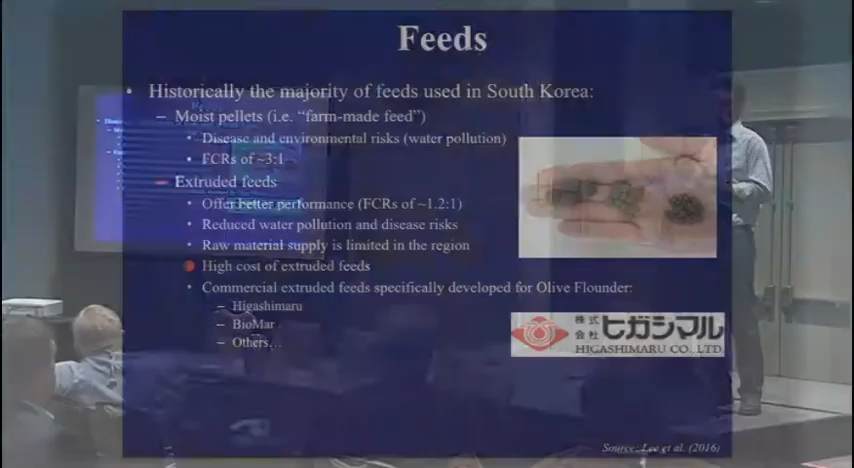 Feeds
• Historically the majority of feeds used in South Korea:
– Moist pellets (i.e. “farm-made feed”)
• Disease and environmental risks (water pollution)
• FCRs of ~3:1
– Extruded feeds
• Offer better performance (FCRs of ~1.2:1)
• Reduced water pollution and disease risks
• Raw material supply is limited in the region
• High cost of extruded feeds
• Commercial extruded feeds specifically developed for Olive Flounder:
– Higashimaru
– BioMar
– Others…
株式
会社 ヒガシマル
HIGASHIMARU CO., LTD.
Source: Lee et al. (2016)